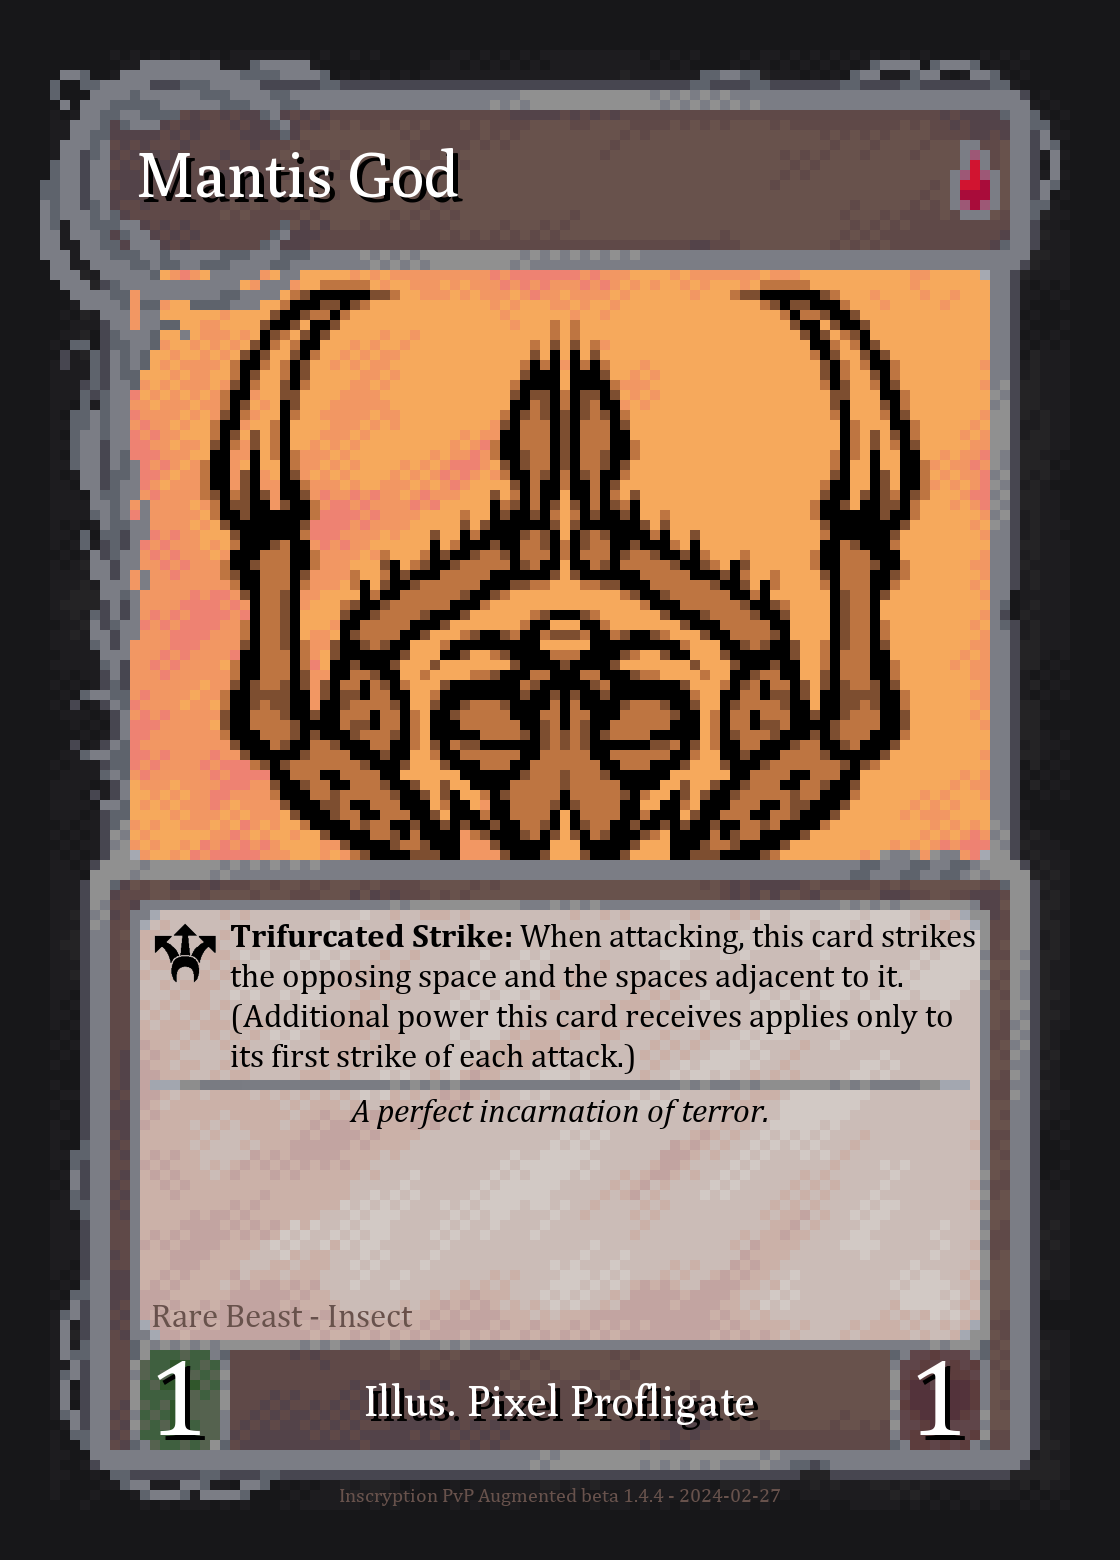 Mantis God
Trifurcated Strike: When attacking, this card strikes
the opposing space and the spaces adjacent to it.
(Additional power this card receives applies only to
its first strike of each attack.)
A perfect incarnation of terror.
Rare Beast - Insect
1
Illus. Pixel Profligate
1
Inscryption PvP Augmented beta 1.4.4 - 2024-02-27